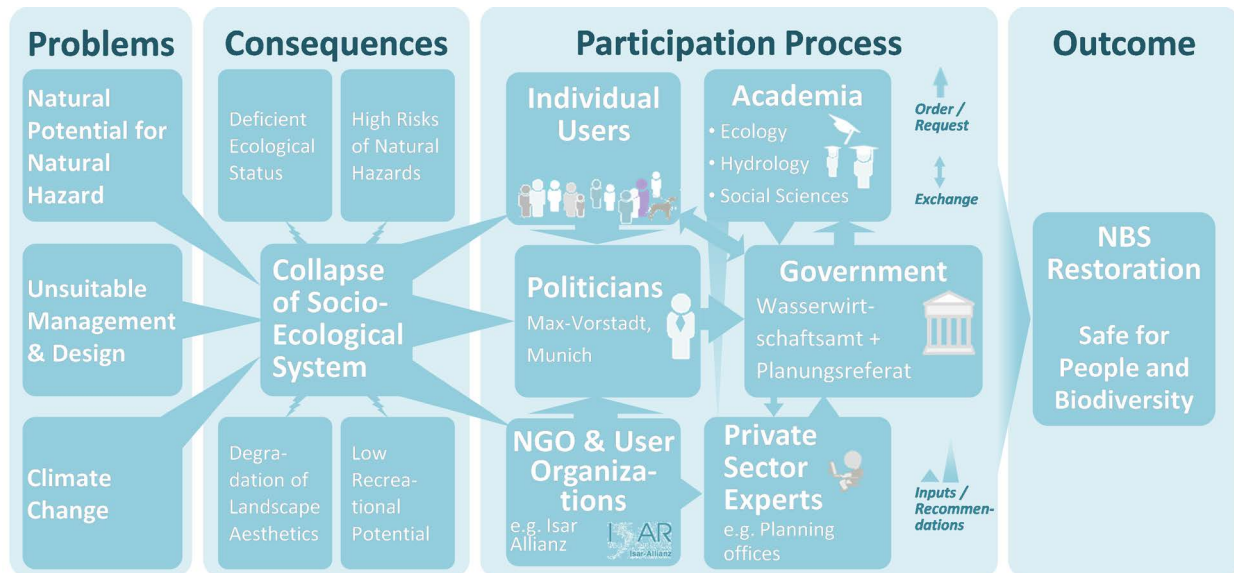 Problems
Natural
Potential for
Natural
Hazard
Unsuitable
Management
& Design
Climate
Change
Consequences
Deficient
Ecological
Status
High Risks
of Natural
Hazards
Collapse
of Socio-
Ecological
System
Degra-
dation of
Landscape
Aesthetics
Low
Recrea-
tional
Potential
Participation Process
Individual
Users
Academia
• Ecology
• Hydrology
• Social Sciences
Order /
Request
Exchange
Politicians
Max-Vorstadt,
Munich
Government
Wasserwirt-
schaftsamt +
Planungsreferat
NGO & User
Organiza-
tions
e.g. Isar
Allianz
ISAR
Isar-Allianz
Private
Sector
Experts
e.g. Planning
offices
Inputs /
Recommen-
dations
Outcome
NBS
Restoration
Safe for
People and
Biodiversity